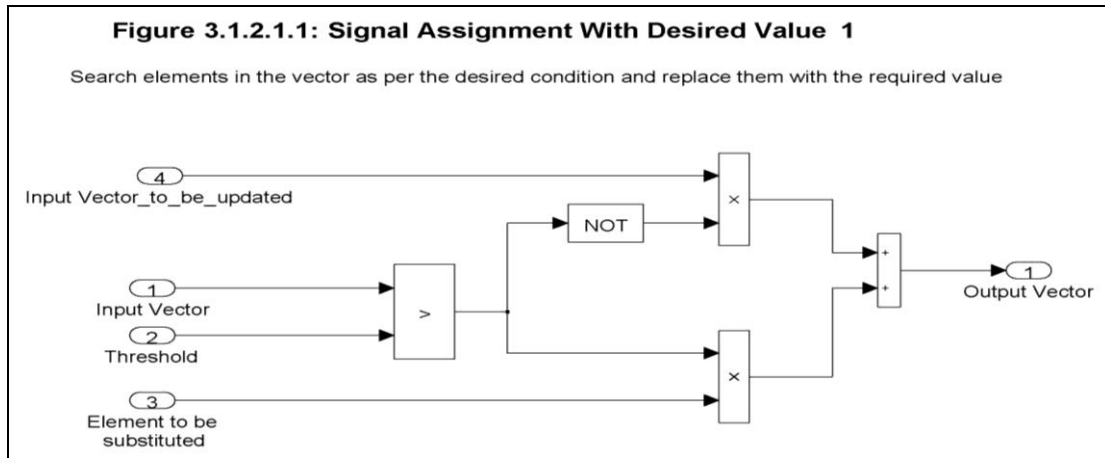 Figure 3.1.2.1.1: Signal Assignment With Desired Value 1
Search elements in the vector as per the desired condition and replace them with the required value
4
Input Vector_to_be_updated
NOT
×
1
Input Vector
2
Threshold
>
3
Element to be
substituted
×
+
+
1
Output Vector